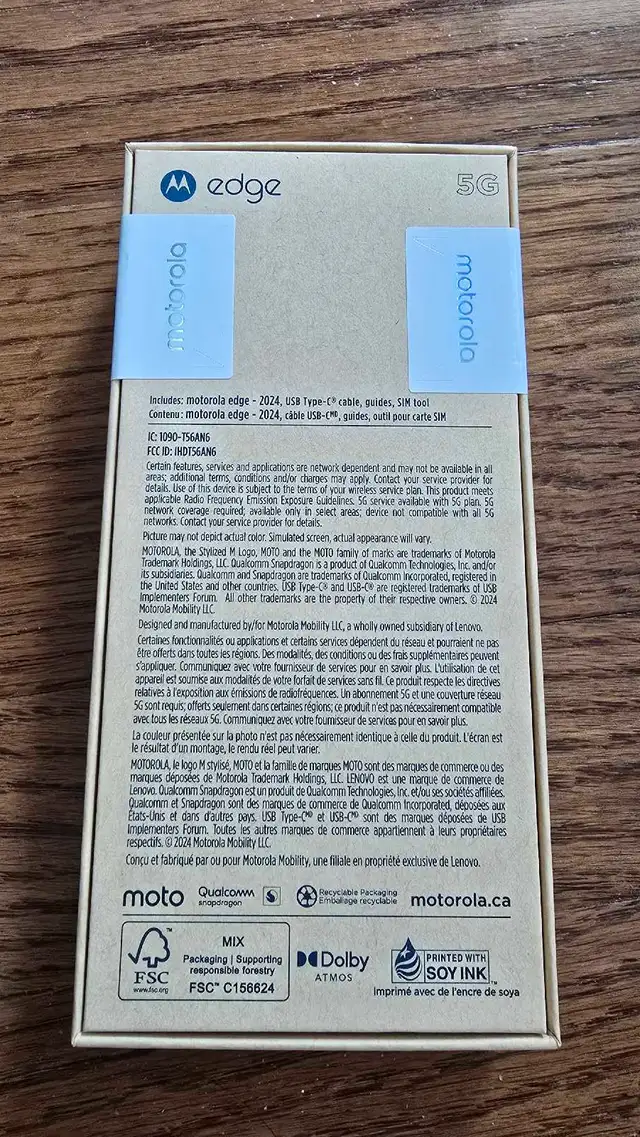 edge
5G
motorola
motorola
Includes: motorola edge - 2024, USB Type-C® cable, guides, SIM tool
Contenu: motorola edge - 2024, câble USB-Cᴹᴰ, guides, outil pour carte SIM
IC: 1090-T56AN6
FCC ID: IHDT56AN6
Certain features, services and applications are network dependent and may not be available in all
areas; additional terms, conditions and/or charges may apply. Contact your service provider for
details. Use of this device is subject to the terms of your wireless service plan. This product meets
applicable Radio Frequency Emission Exposure Guidelines. 5G service available with 5G plan. 5G
network coverage required; available only in select areas; device not compatible with all 5G
networks. Contact your service provider for details.
Picture may not depict actual color. Simulated screen, actual appearance will vary.
MOTOROLA, the Stylized M Logo, MOTO and the MOTO family of marks are trademarks of Motorola
Trademark Holdings, LLC. Qualcomm Snapdragon is a product of Qualcomm Technologies, Inc. and/or
its subsidiaries. Qualcomm and Snapdragon are trademarks of Qualcomm Incorporated, registered in
the United States and other countries. USB Type-C® and USB-C® are registered trademarks of USB
Implementers Forum. All other trademarks are the property of their respective owners. © 2024
Motorola Mobility LLC.
Designed and manufactured by/for Motorola Mobility LLC, a wholly owned subsidiary of Lenovo.
Certaines fonctionnalités ou applications et certains services dépendent du réseau et pourraient ne pas
être offerts dans toutes les régions. Des modalités, des conditions ou des frais supplémentaires peuvent
s'appliquer. Communiquez avec votre fournisseur de services pour en savoir plus. L'utilisation de cet
appareil est soumise aux modalités de votre forfait de services sans fil. Ce produit respecte les directives
relatives à l'exposition aux émissions de radiofréquences. Un abonnement 5G et une couverture réseau
5G sont requis; offerts seulement dans certaines régions; ce produit n'est pas nécessairement compatible
avec tous les réseaux 5G. Communiquez avec votre fournisseur de services pour en savoir plus.
La couleur présentée sur la photo n'est pas nécessairement identique à celle du produit. L'écran est
le résultat d'un montage, le rendu réel peut varier.
MOTOROLA, le logo M stylisé, MOTO et la famille de marques MOTO sont des marques de commerce ou des
marques déposées de Motorola Trademark Holdings, LLC. LENOVO est une marque de commerce de
Lenovo. Qualcomm Snapdragon est un produit de Qualcomm Technologies, Inc. et/ou ses sociétés affiliées.
Qualcomm et Snapdragon sont des marques de commerce de Qualcomm Incorporated, déposées aux
États-Unis et dans d'autres pays. USB Type-Cᴹᴰ et USB-Cᴹᴰ sont des marques déposées de USB
Implementers Forum. Toutes les autres marques de commerce appartiennent à leurs propriétaires
respectifs. © 2024 Motorola Mobility LLC.
Conçu et fabriqué par ou pour Motorola Mobility, une filiale en propriété exclusive de Lenovo.
moto
Qualcomm
snapdragon
Recyclable Packaging
Emballage recyclable
motorola.ca
FSC
www.fsc.org
MIX
Packaging | Supporting
responsible forestry
FSC™ C156624
Dolby
ATMOS
PRINTED WITH
SOY INK™
Imprimé avec de l'encre de soya